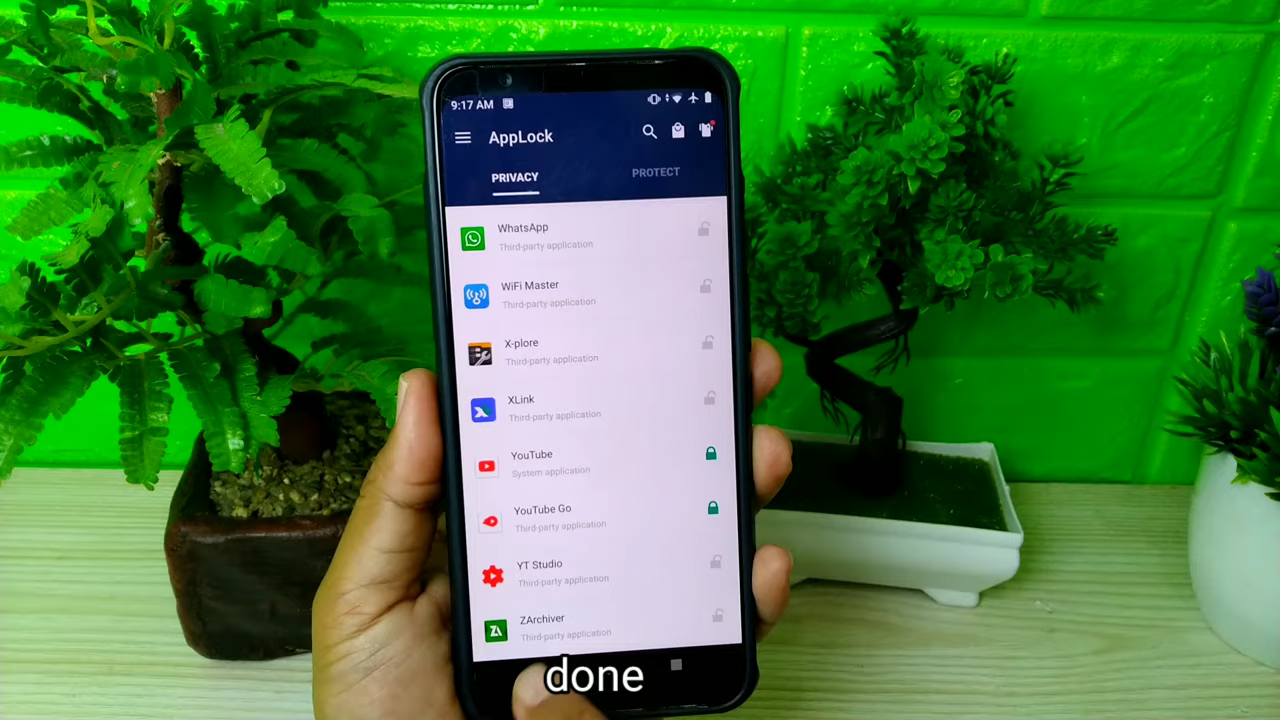 9:17 AM
AppLock
PRIVACY
PROTECT
WhatsApp
Third-party application
WiFi Master
Third-party application
X-plore
Third-party application
XLink
Third-party application
YouTube
System application
YouTube Go
Third-party application
YT Studio
Third-party application
ZArchiver
Third-party application
done